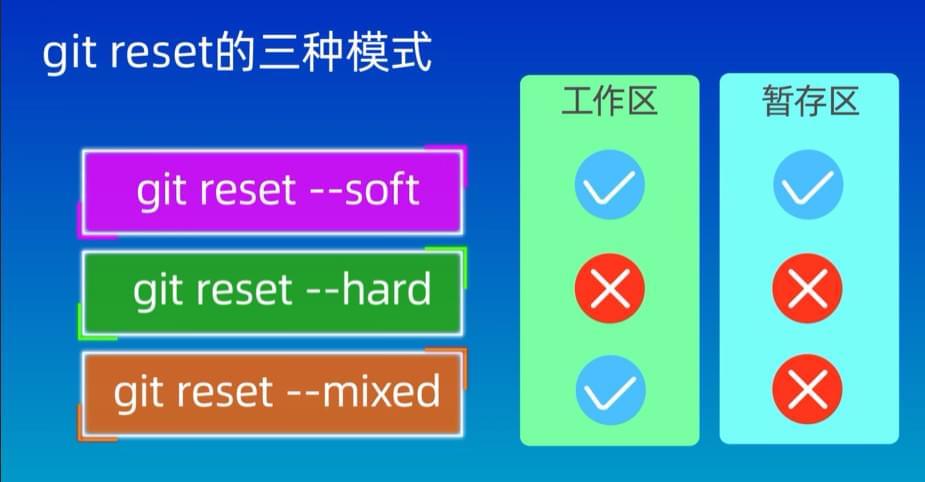 git reset的三种模式
工作区
暂存区
git reset --soft
git reset --hard
git reset --mixed